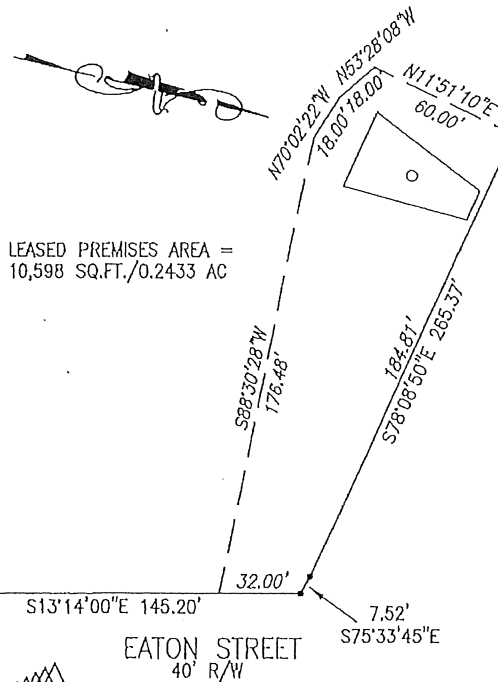 N70°02'22"W N53°28'08"W
18.00' 18.00'
N11°51'10"E
60.00'
LEASED PREMISES AREA =
10,598 SQ.FT./0.2433 AC
S88°30'28"W
176.48'
184.81'
S78°08'50"E 265.37'
32.00'
S13°14'00"E 145.20'
7.52'
S75°33'45"E
EATON STREET
40' R/W